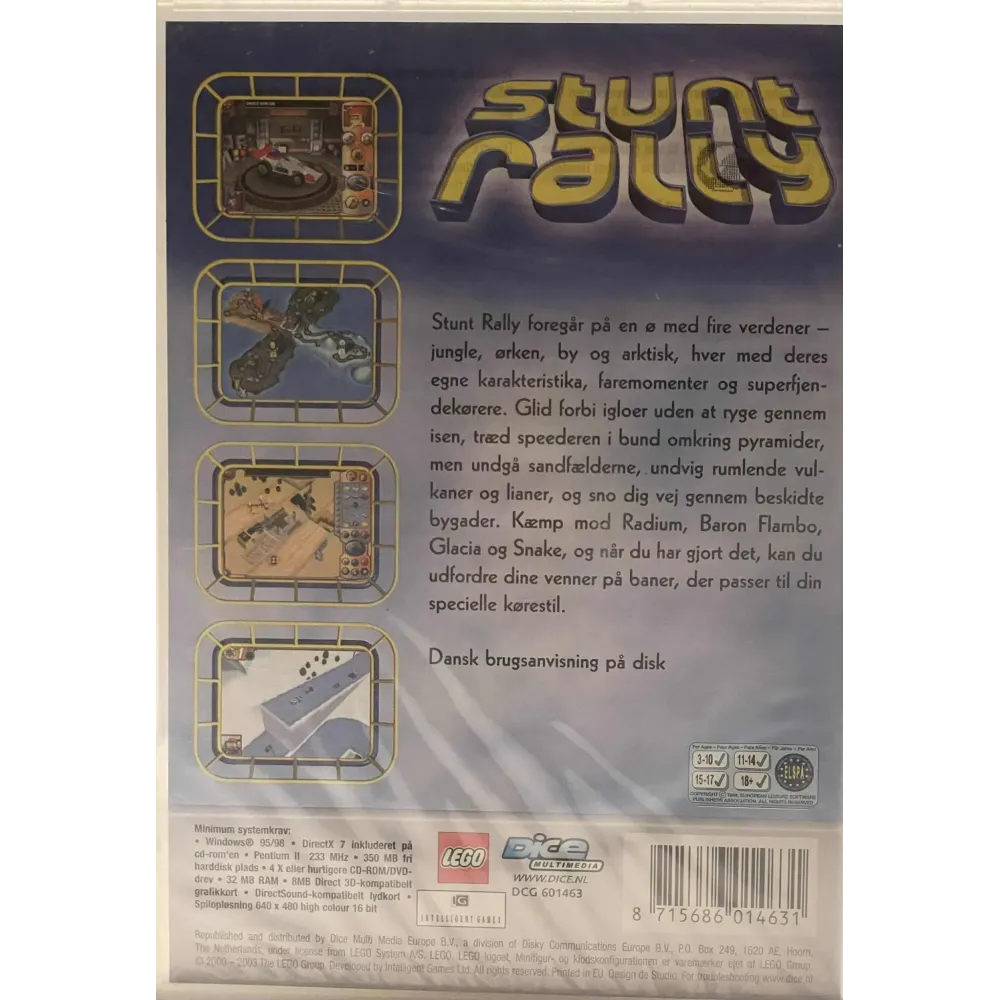 stunt
rally
Stunt Rally foregår på en ø med fire verdener –
jungle, ørken, by og arktisk, hver med deres
egne karakteristika, faremomenter og superfjen-
dekørere. Glid forbi igloer uden at ryge gennem
isen, træd speederen i bund omkring pyramider,
men undgå sandfælderne, undvig rumlende vul-
kaner og lianer, og sno dig vej gennem beskidte
bygader. Kæmp mod Radium, Baron Flambo,
Glacia og Snake, og når du har gjort det, kan du
udfordre dine venner på baner, der passer til din
specielle kørestil.
Dansk brugsanvisning på disk
3-10 11-14
15-17 18+
ELSPA
COPYRIGHT © 1994, EUROPEAN LEISURE SOFTWARE
PUBLISHERS ASSOCIATION. ALL RIGHTS RESERVED
Minimum systemkrav:
• Windows® 95/98 • DirectX 7 inkluderet på
cd-rom'en • Pentium II 233 MHz • 350 MB fri
harddisk plads • 4 X eller hurtigere CD-ROM/DVD-
drev • 32 MB RAM • 8MB Direct 3D-kompatibelt
grafikkort • DirectSound-kompatibelt lydkort •
Spilopløsning 640 x 480 high colour 16 bit
LEGO
Dice
MULTIMEDIA
WWW.DICE.NL
DCG 601463
IG
INTELLIGENT GAMES
8 715686 014631
Republished and distributed by Dice Multi Media Europe B.V., a division of Disky Communications Europe B.V., P.O. Box 249, 1620 AE, Hoorn,
The Netherlands, under license from LEGO System A/S. LEGO, LEGO logoet, Minifigur- og klodskonfigurationen er varemærker ejet af LEGO Group.
© 2000 – 2003 The LEGO Group. Developed by Intelligent Games Ltd. All rights reserved. Printed in EU. Design de Studio. For troubleshooting www.dice.nl